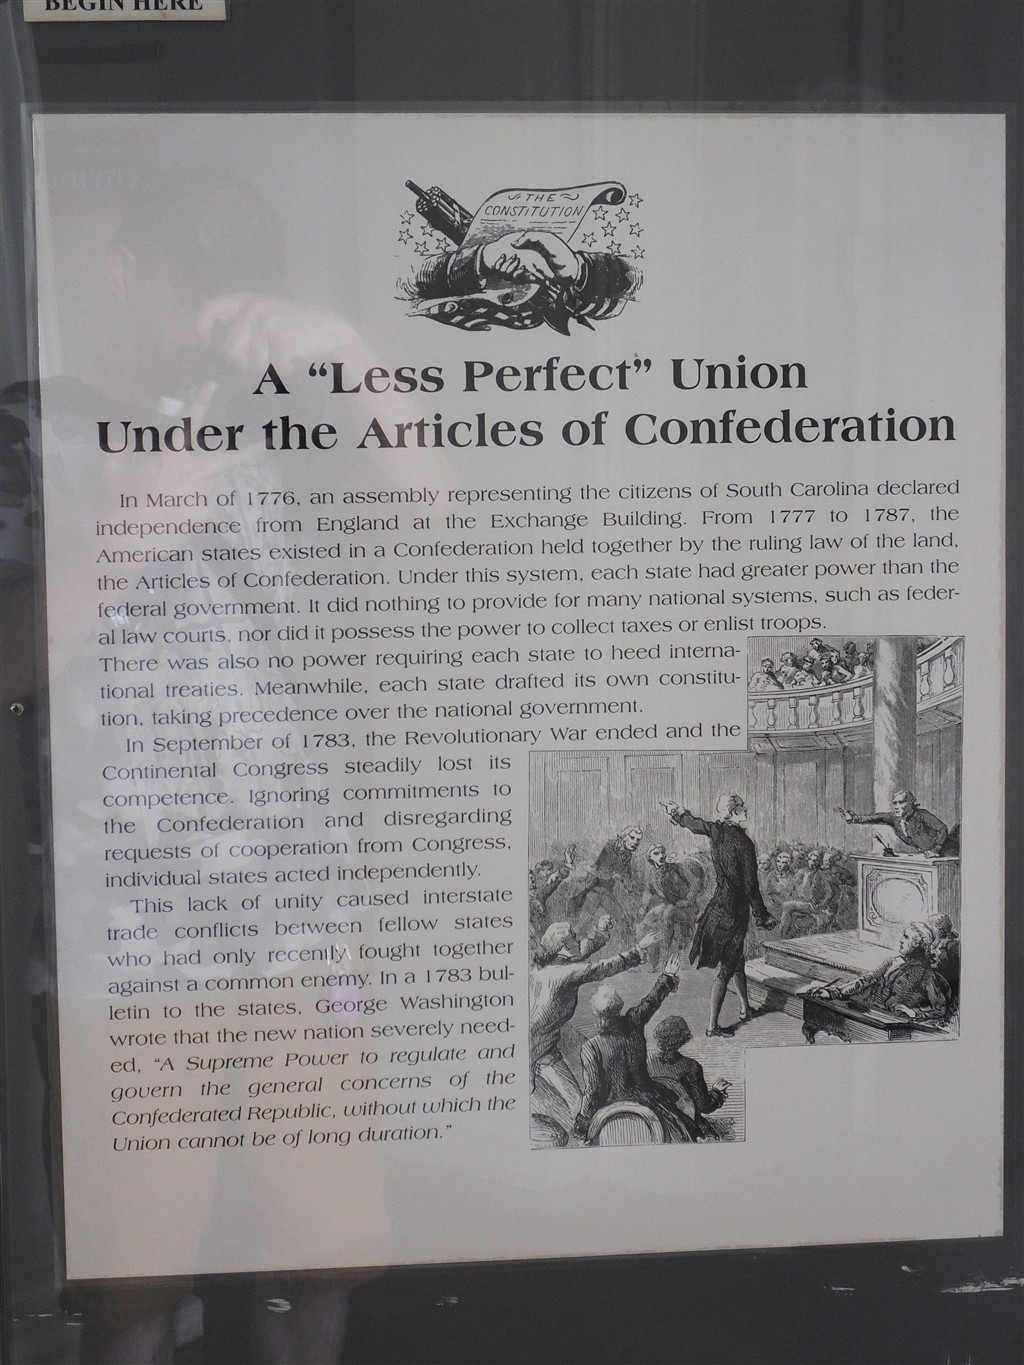 BEGIN HERE
THE
CONSTITUTION
A “Less Perfect” Union
Under the Articles of Confederation
In March of 1776, an assembly representing the citizens of South Carolina declared
independence from England at the Exchange Building. From 1777 to 1787, the
American states existed in a Confederation held together by the ruling law of the land,
the Articles of Confederation. Under this system, each state had greater power than the
federal government. It did nothing to provide for many national systems, such as feder-
al law courts, nor did it possess the power to collect taxes or enlist troops.
There was also no power requiring each state to heed interna-
tional treaties. Meanwhile, each state drafted its own constitu-
tion, taking precedence over the national government.
In September of 1783, the Revolutionary War ended and the
Continental Congress steadily lost its
competence. Ignoring commitments to
the Confederation and disregarding
requests of cooperation from Congress,
individual states acted independently.
This lack of unity caused interstate
trade conflicts between fellow states
who had only recently fought together
against a common enemy. In a 1783 bul-
letin to the states, George Washington
wrote that the new nation severely need-
ed, “A Supreme Power to regulate and
govern the general concerns of the
Confederated Republic, without which the
Union cannot be of long duration.”